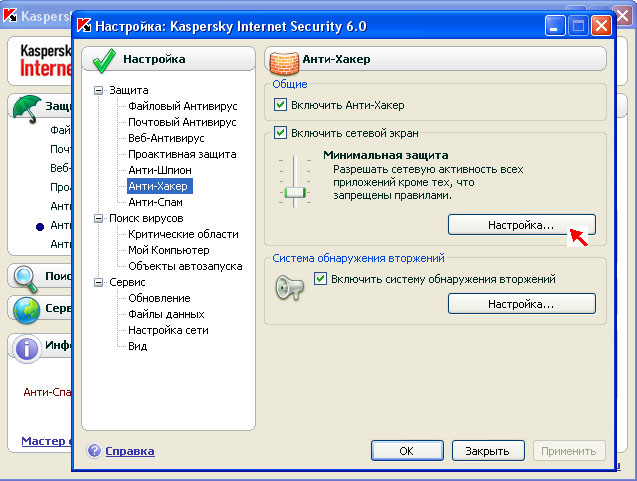 Kaspersky
Настройка: Kaspersky Internet Security 6.0
Kaspersky
Interne
Настройка
Защита
Файловый Антивирус
Почтовый Антивирус
Веб-Антивирус
Проактивная защита
Анти-Шпион
Анти-Хакер
Анти-Спам
Поиск вирусов
Критические области
Мой Компьютер
Объекты автозапуска
Сервис
Обновление
Файлы данных
Настройка сети
Вид
Анти-Хакер
Общие
Включить Анти-Хакер
Включить сетевой экран
Минимальная защита
Разрешать сетевую активность всех
приложений кроме тех, что
запрещены правилами.
Настройка...
Система обнаружения вторжений
Включить систему обнаружения вторжений
Настройка...
Справка
ОК
Закрыть
Применить
Защи
Фай
Поч
Веб-
Про
Анти
Анти
Анти
Поис
Серв
Инфо
Анти-Спа
Мастер